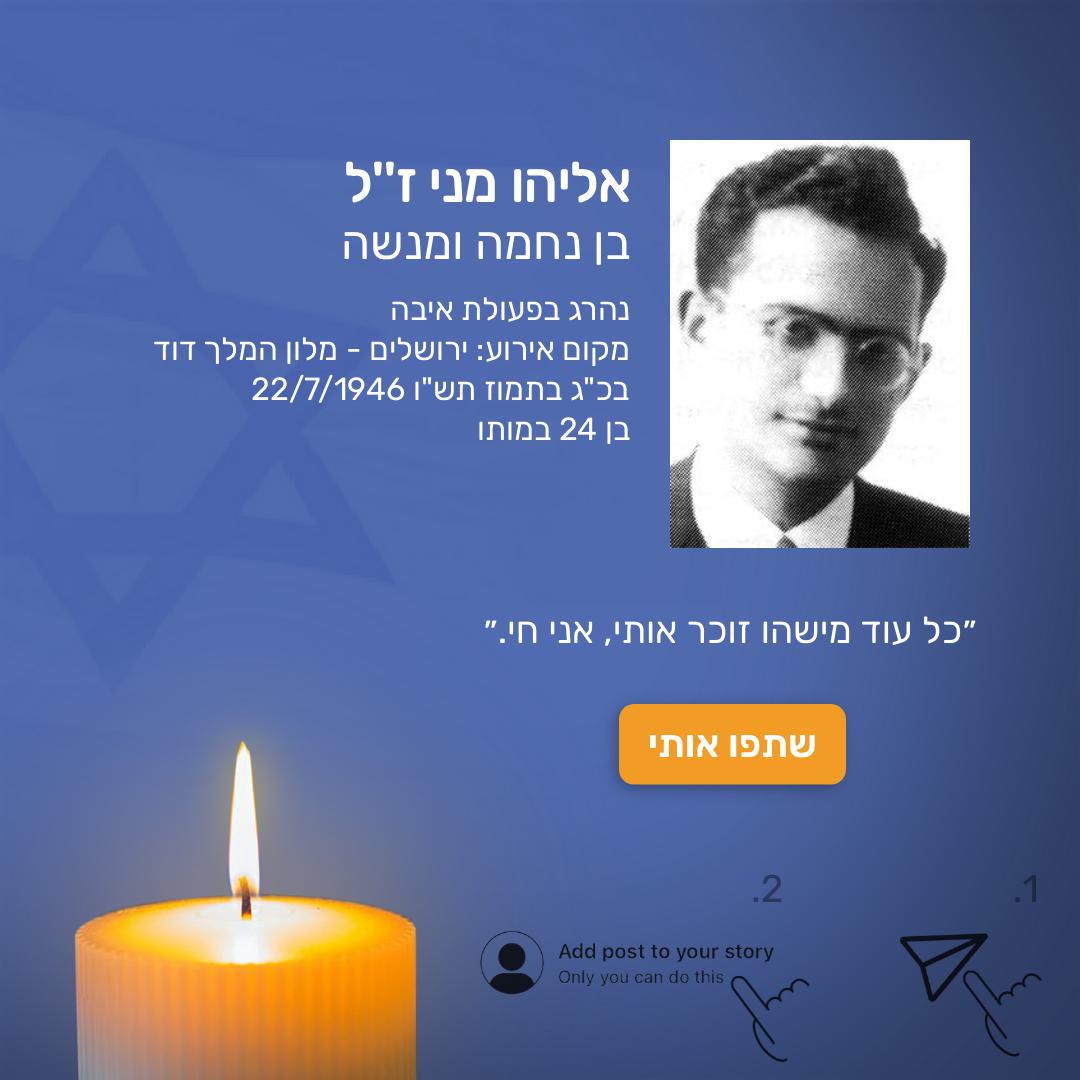 אליהו מני ז"ל
בן נחמה ומנשה
נהרג בפעולת איבה
מקום אירוע: ירושלים - מלון המלך דוד
בכ"ג בתמוז תש"ו 22/7/1946
בן 24 במותו
״כל עוד מישהו זוכר אותי, אני חי.״
שתפו אותי
1.
2.
Add post to your story
Only you can do this